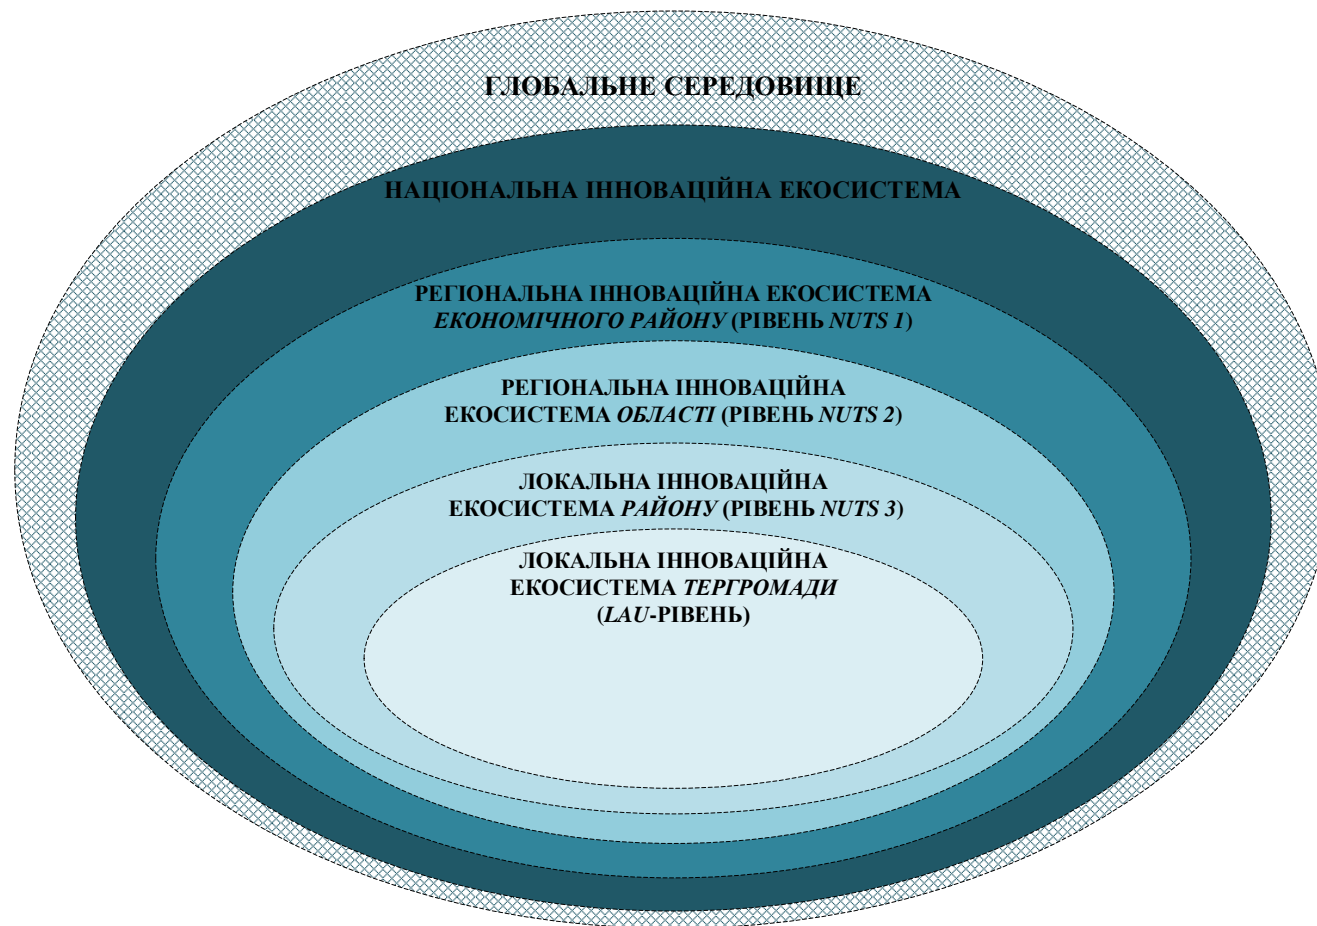 ГЛОБАЛЬНЕ СЕРЕДОВИЩЕ
НАЦІОНАЛЬНА ІННОВАЦІЙНА ЕКОСИСТЕМА
РЕГІОНАЛЬНА ІННОВАЦІЙНА ЕКОСИСТЕМА
ЕКОНОМІЧНОГО РАЙОНУ (РІВЕНЬ NUTS 1)
РЕГІОНАЛЬНА ІННОВАЦІЙНА
ЕКОСИСТЕМА ОБЛАСТІ (РІВЕНЬ NUTS 2)
ЛОКАЛЬНА ІННОВАЦІЙНА
ЕКОСИСТЕМА РАЙОНУ (РІВЕНЬ NUTS 3)
ЛОКАЛЬНА ІННОВАЦІЙНА
ЕКОСИСТЕМА ТЕРГРОМАДИ
(LAU-РІВЕНЬ)